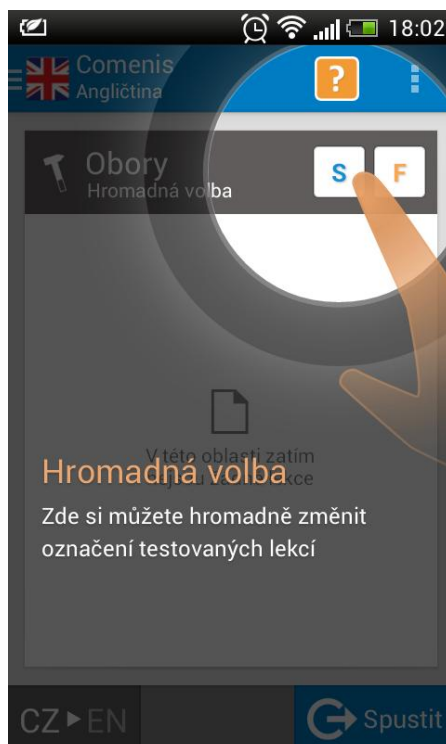 18:02
Comenis
Angličtina
?
Obory
Hromadná volba
S F
V této oblasti zatím
Hromadná volba
Zde si můžete hromadně změnit
označení testovaných lekcí
CZ ▸ EN
Spustit